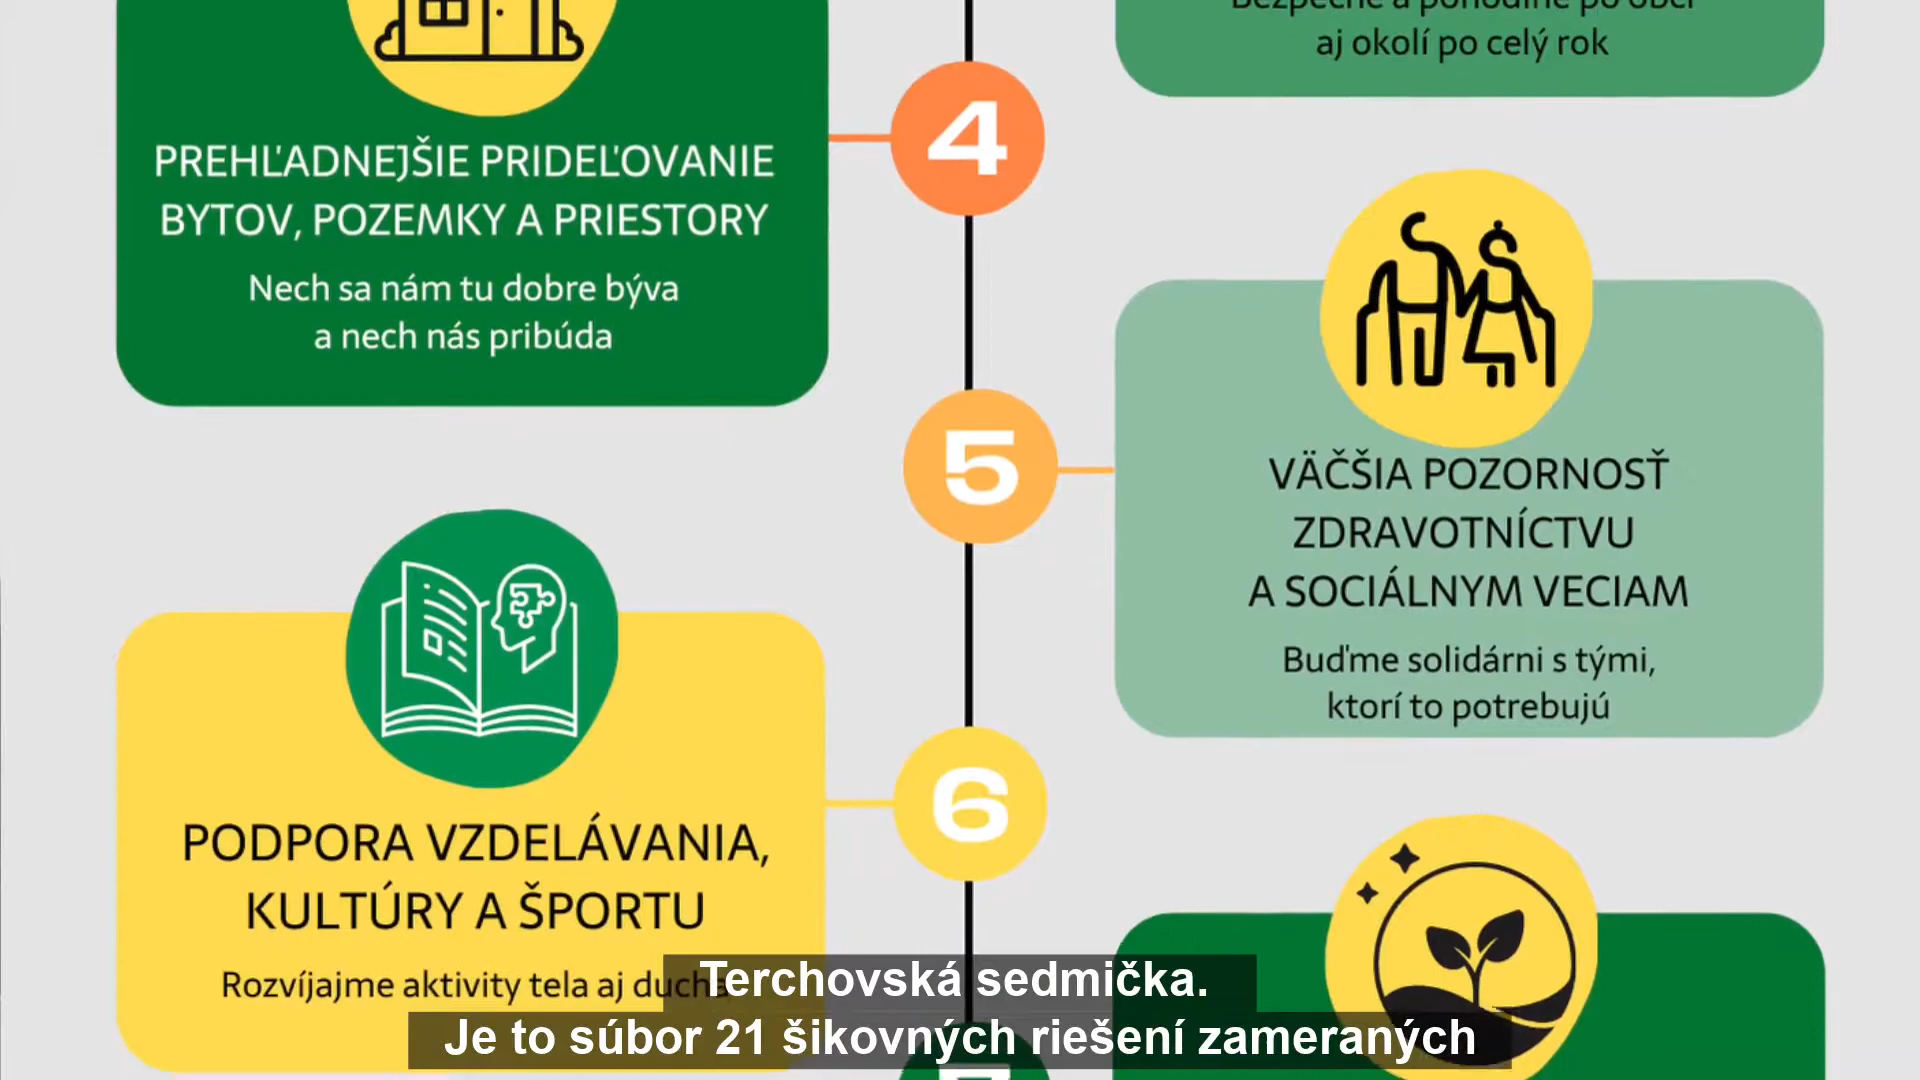 Bezpečne a pohodlne po obci
aj okolí po celý rok
4
PREHĽADNEJŠIE PRIDEĽOVANIE
BYTOV, POZEMKY A PRIESTORY
Nech sa nám tu dobre býva
a nech nás pribúda
5
VÄČŠIA POZORNOSŤ
ZDRAVOTNÍCTVU
A SOCIÁLNYM VECIAM
Buďme solidárni s tými,
ktorí to potrebujú
6
PODPORA VZDELÁVANIA,
KULTÚRY A ŠPORTU
Rozvíjajme aktivity tela aj ducha
Terchovská sedmička.
Je to súbor 21 šikovných riešení zameraných